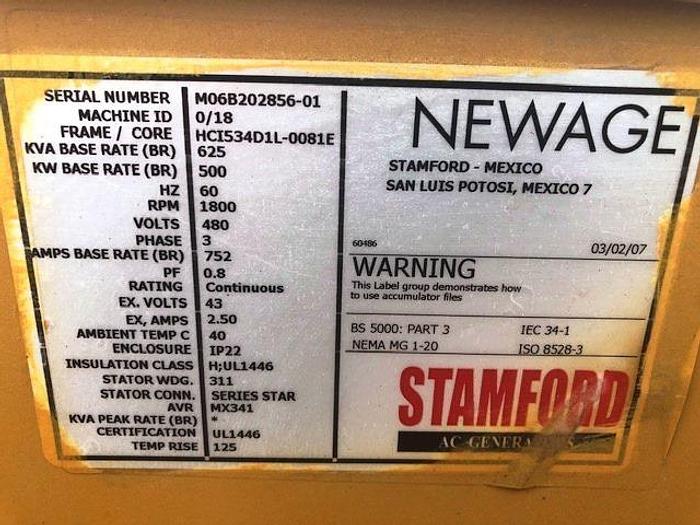 SERIAL NUMBER M06B202856-01
MACHINE ID 0/18
FRAME / CORE HCI534D1L-0081E
KVA BASE RATE (BR) 625
KW BASE RATE (BR) 500
HZ 60
RPM 1800
VOLTS 480
PHASE 3
AMPS BASE RATE (BR) 752
PF 0.8
RATING Continuous
EX. VOLTS 43
EX, AMPS 2.50
AMBIENT TEMP C 40
ENCLOSURE IP22
INSULATION CLASS H;UL1446
STATOR WDG. 311
STATOR CONN. SERIES STAR
AVR MX341
KVA PEAK RATE (BR) *
CERTIFICATION UL1446
TEMP RISE 125
NEWAGE
STAMFORD - MEXICO
SAN LUIS POTOSI, MEXICO 7
60486 03/02/07
WARNING
This Label group demonstrates how
to use accumulator files
BS 5000: PART 3 IEC 34-1
NEMA MG 1-20 ISO 8528-3
STAMFORD
AC GENERATORS